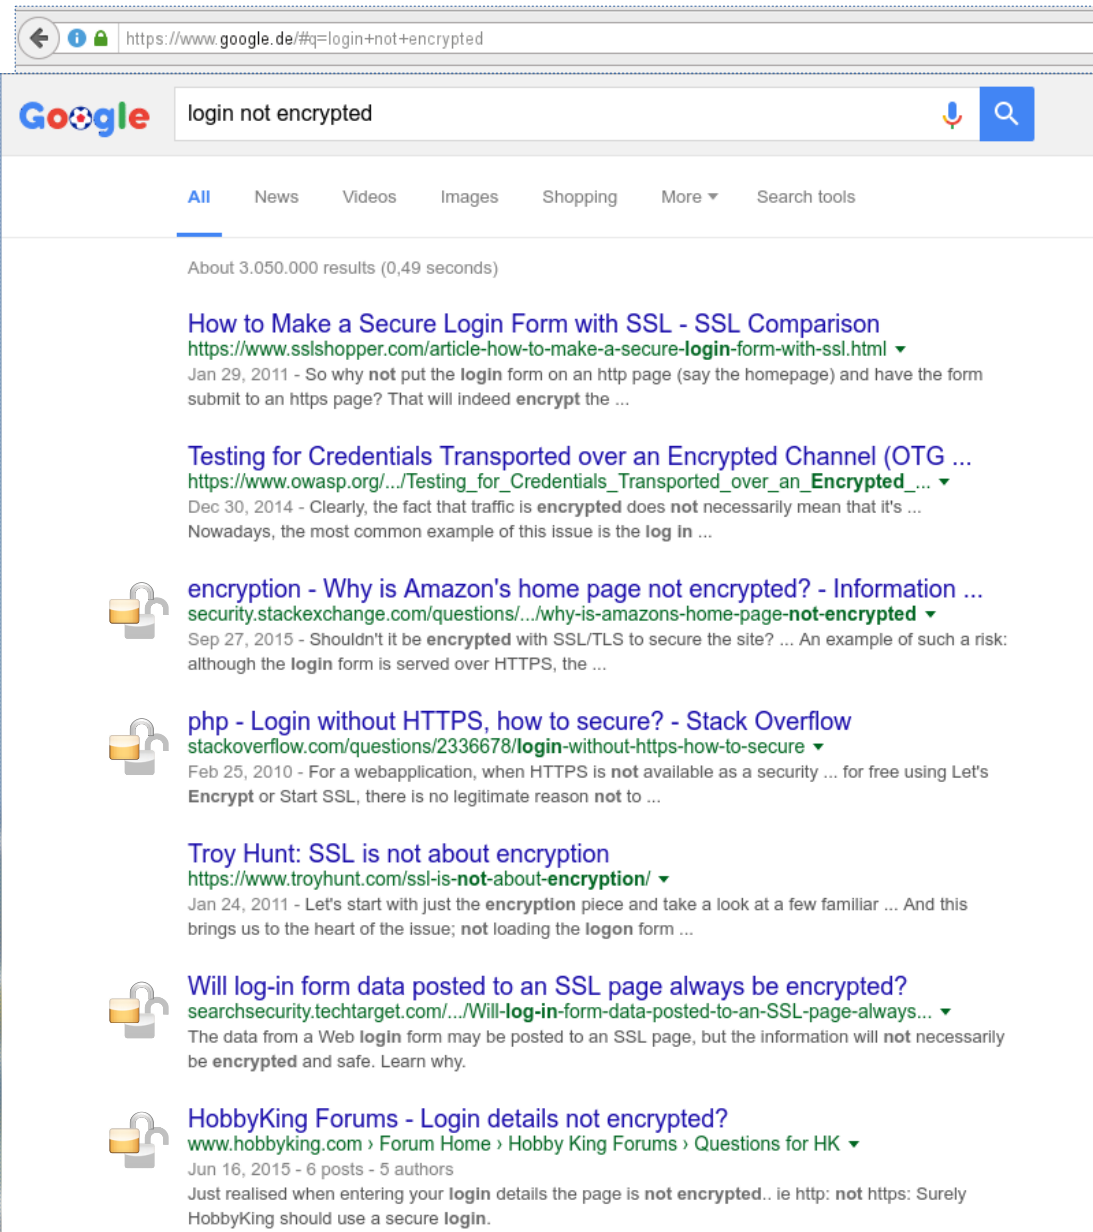 https://www.google.de/#q=login+not+encrypted
Google
login not encrypted
All News Videos Images Shopping More Search tools
About 3.050.000 results (0,49 seconds)
How to Make a Secure Login Form with SSL - SSL Comparison
https://www.sslshopper.com/article-how-to-make-a-secure-login-form-with-ssl.html
Jan 29, 2011 - So why not put the login form on an http page (say the homepage) and have the form
submit to an https page? That will indeed encrypt the ...
Testing for Credentials Transported over an Encrypted Channel (OTG ...
https://www.owasp.org/.../Testing_for_Credentials_Transported_over_an_Encrypted_...
Dec 30, 2014 - Clearly, the fact that traffic is encrypted does not necessarily mean that it's ...
Nowadays, the most common example of this issue is the log in ...
encryption - Why is Amazon's home page not encrypted? - Information ...
security.stackexchange.com/questions/.../why-is-amazons-home-page-not-encrypted
Sep 27, 2015 - Shouldn't it be encrypted with SSL/TLS to secure the site? ... An example of such a risk:
although the login form is served over HTTPS, the ...
php - Login without HTTPS, how to secure? - Stack Overflow
stackoverflow.com/questions/2336678/login-without-https-how-to-secure
Feb 25, 2010 - For a webapplication, when HTTPS is not available as a security ... for free using Let's
Encrypt or Start SSL, there is no legitimate reason not to ...
Troy Hunt: SSL is not about encryption
https://www.troyhunt.com/ssl-is-not-about-encryption/
Jan 24, 2011 - Let's start with just the encryption piece and take a look at a few familiar ... And this
brings us to the heart of the issue; not loading the logon form ...
Will log-in form data posted to an SSL page always be encrypted?
searchsecurity.techtarget.com/.../Will-log-in-form-data-posted-to-an-SSL-page-always...
The data from a Web login form may be posted to an SSL page, but the information will not necessarily
be encrypted and safe. Learn why.
HobbyKing Forums - Login details not encrypted?
www.hobbyking.com › Forum Home › Hobby King Forums › Questions for HK
Jun 16, 2015 - 6 posts - 5 authors
Just realised when entering your login details the page is not encrypted.. ie http: not https: Surely
HobbyKing should use a secure login.